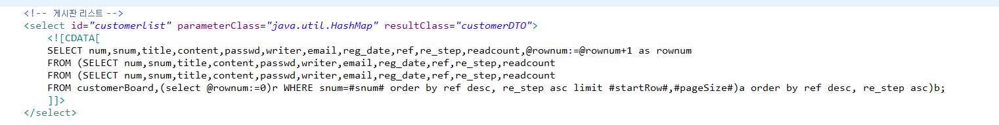 <!-- 게시판 리스트 -->
<select id="customerlist" parameterClass="java.util.HashMap" resultClass="customerDTO">
<![CDATA[
SELECT num,snum,title,content,passwd,writer,email,reg_date,ref,re_step,readcount,@rownum:=@rownum+1 as rownum
FROM (SELECT num,snum,title,content,passwd,writer,email,reg_date,ref,re_step,readcount
FROM (SELECT num,snum,title,content,passwd,writer,email,reg_date,ref,re_step,readcount
FROM customerBoard,(select @rownum:=0)r WHERE snum=#snum# order by ref desc, re_step asc limit #startRow#,#pageSize#)a order by ref desc, re_step asc)b;
]]>
</select>